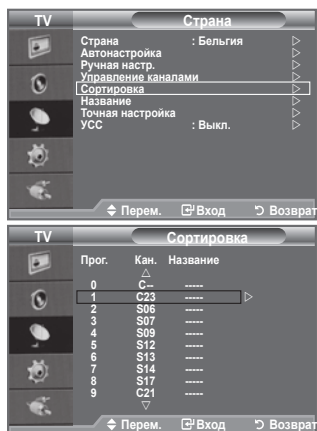 TV Страна
Страна : Бельгия
Автонастройка
Ручная настр.
Управление каналами
Сортировка
Название
Точная настройка
УСС : Выкл.
Перем. Вход Возврат
TV Сортировка
Прог. Кан. Название
0 C-- -----
1 C23 -----
2 S06 -----
3 S07 -----
4 S09 -----
5 S12 -----
6 S13 -----
7 S14 -----
8 S17 -----
9 C21 -----
Перем. Вход Возврат